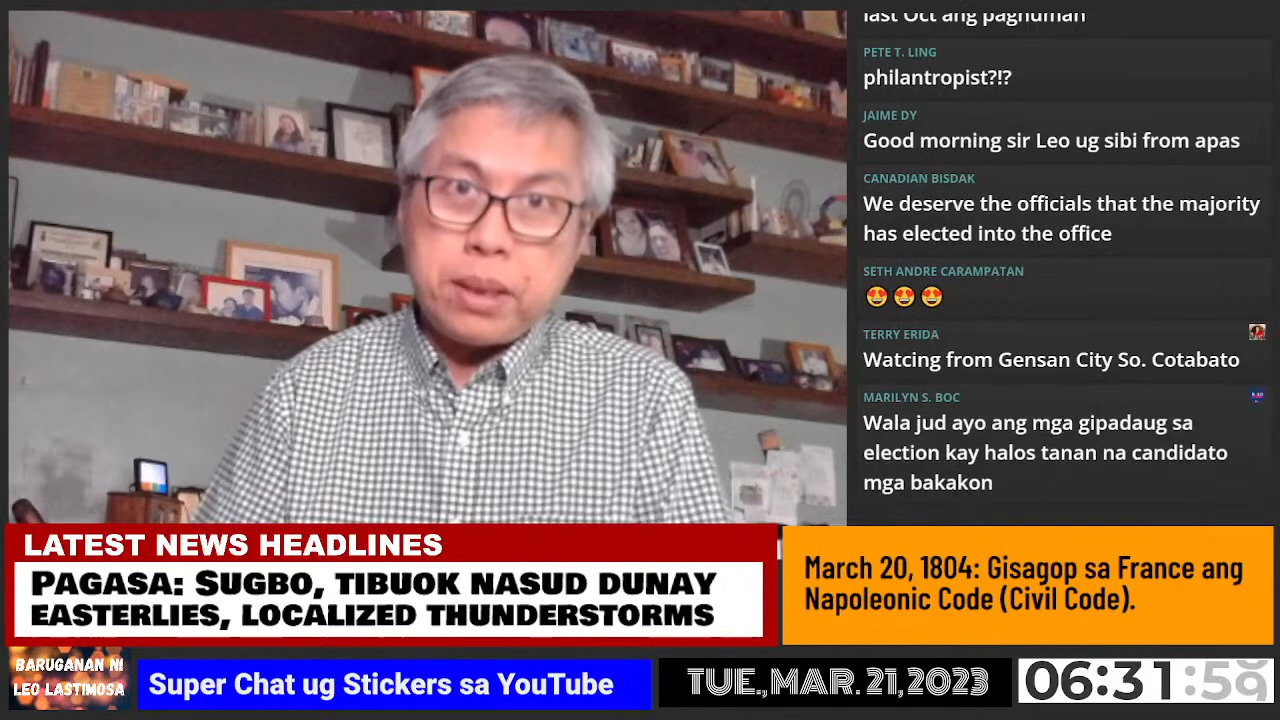 last Oct ang paghuman
PETE T. LING
philantropist?!?
JAIME DY
Good morning sir Leo ug sibi from apas
CANADIAN BISDAK
We deserve the officials that the majority
has elected into the office
SETH ANDRE CARAMPATAN
😍😍😍
TERRY ERIDA
Watcing from Gensan City So. Cotabato
MARILYN S. BOC
Wala jud ayo ang mga gipadaug sa
election kay halos tanan na candidato
mga bakakon
LATEST NEWS HEADLINES
PAGASA: SUGBO, TIBUOK NASUD DUNAY
EASTERLIES, LOCALIZED THUNDERSTORMS
March 20, 1804: Gisagop sa France ang
Napoleonic Code (Civil Code).
BARUGANAN NI
LEO LASTIMOSA
Super Chat ug Stickers sa YouTube
TUE.,MAR. 21,2023
06:31:59